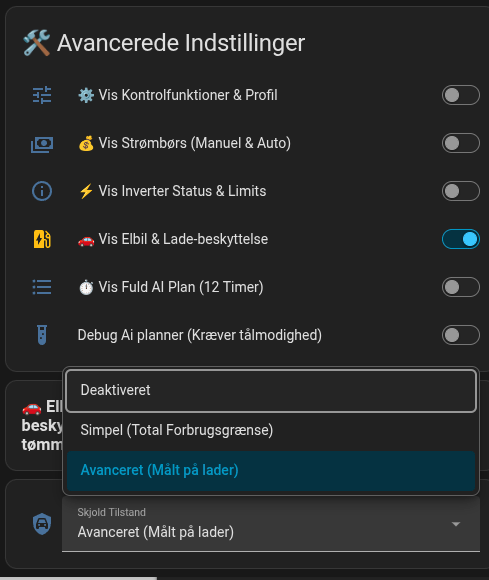 🛠️ Avancerede Indstillinger
⚙️ Vis Kontrolfunktioner & Profil
💰 Vis Strømbørs (Manuel & Auto)
⚡ Vis Inverter Status & Limits
🚗 Vis Elbil & Lade-beskyttelse
⏱️ Vis Fuld AI Plan (12 Timer)
Debug Ai planner (Kræver tålmodighed)
Deaktiveret
Simpel (Total Forbrugsgrænse)
Avanceret (Målt på lader)
Skjold Tilstand
Avanceret (Målt på lader)